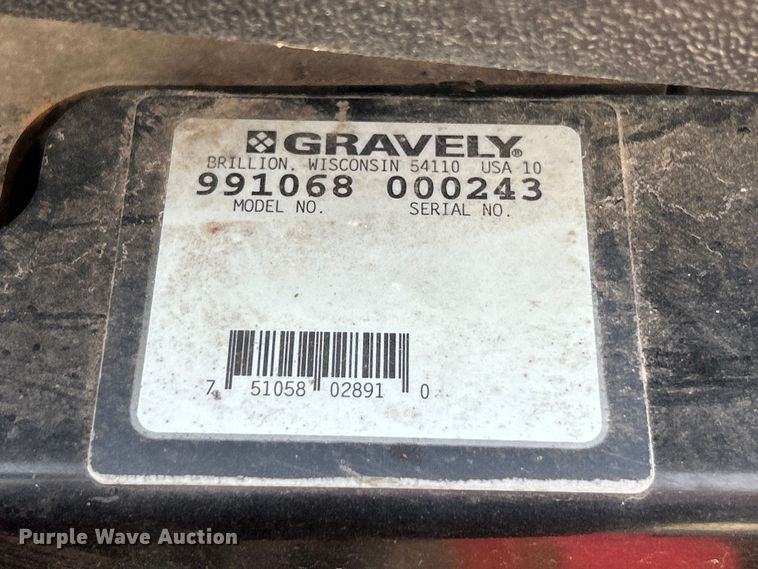 GRAVELY®
BRILLION, WISCONSIN 54110 USA 10
991068 000243
MODEL NO. SERIAL NO.
7 51058 02891 0
Purple Wave Auction®